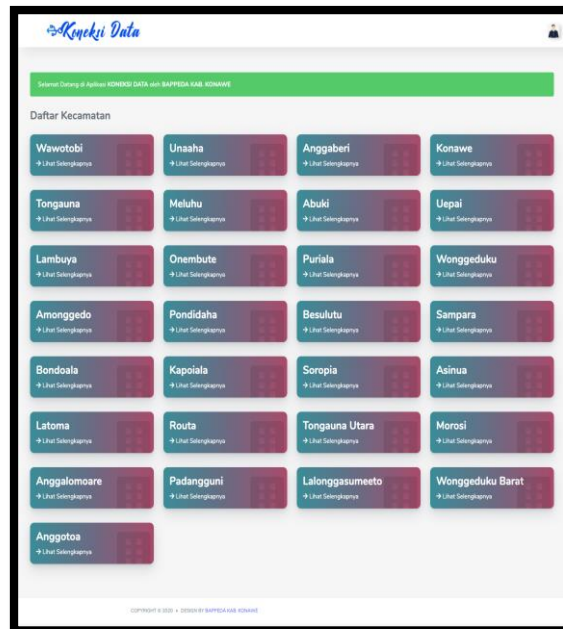 Koneksi Data
Selamat Datang di Aplikasi KONEKSI DATA oleh BAPPEDA KAB. KONAWE
Daftar Kecamatan
Wawotobi Unaaha Anggaberi Konawe
→ Lihat Selengkapnya → Lihat Selengkapnya → Lihat Selengkapnya → Lihat Selengkapnya
Tongauna Meluhu Abuki Uepai
→ Lihat Selengkapnya → Lihat Selengkapnya → Lihat Selengkapnya → Lihat Selengkapnya
Lambuya Onembute Puriala Wonggeduku
→ Lihat Selengkapnya → Lihat Selengkapnya → Lihat Selengkapnya → Lihat Selengkapnya
Amonggedo Pondidaha Besulutu Sampara
→ Lihat Selengkapnya → Lihat Selengkapnya → Lihat Selengkapnya → Lihat Selengkapnya
Bondoala Kapoiala Soropia Asinua
→ Lihat Selengkapnya → Lihat Selengkapnya → Lihat Selengkapnya → Lihat Selengkapnya
Latoma Routa Tongauna Utara Morosi
→ Lihat Selengkapnya → Lihat Selengkapnya → Lihat Selengkapnya → Lihat Selengkapnya
Anggalomoare Padangguni Lalonggasumeeto Wonggeduku Barat
→ Lihat Selengkapnya → Lihat Selengkapnya → Lihat Selengkapnya → Lihat Selengkapnya
Anggotoa
→ Lihat Selengkapnya
COPYRIGHT © 2020 • DESIGN BY BAPPEDA KAB. KONAWE